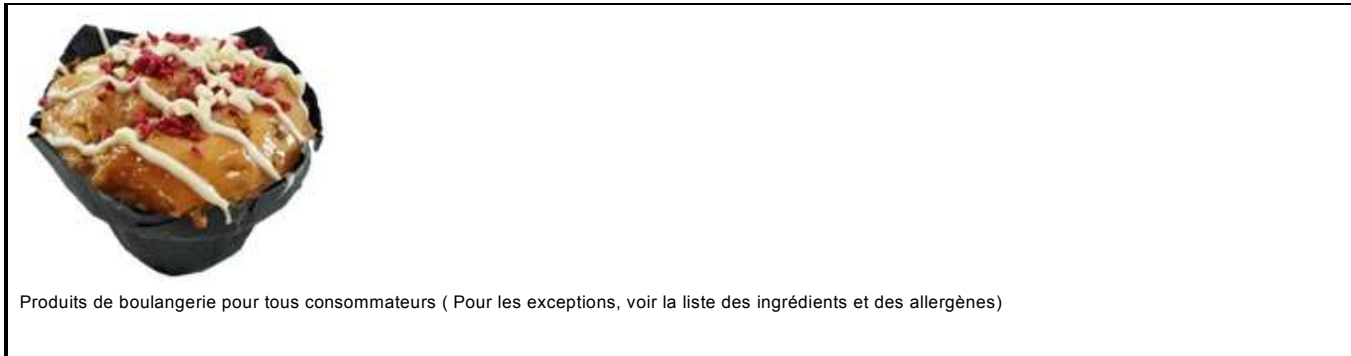 Produits de boulangerie pour tous consommateurs ( Pour les exceptions, voir la liste des ingrédients et des allergènes)